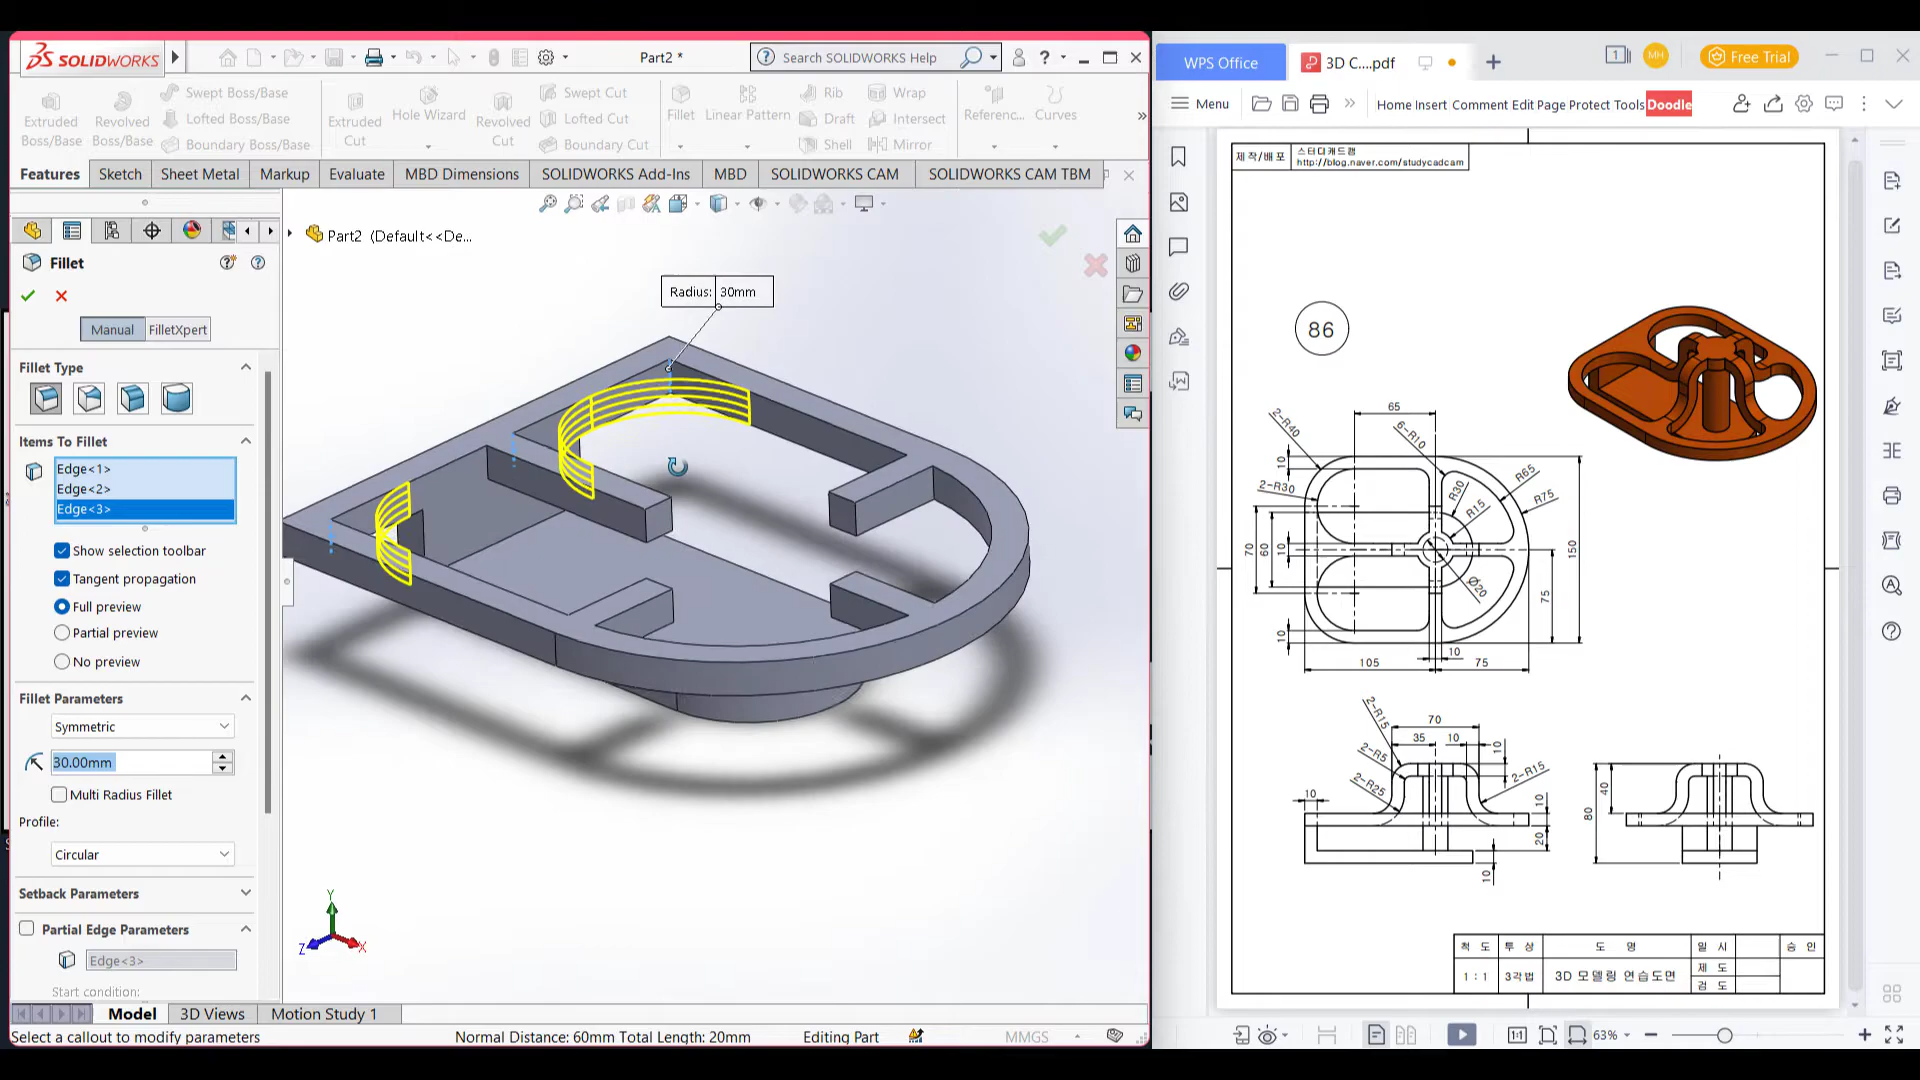 SOLIDWORKS
Part2 *
Search SOLIDWORKS Help
Extruded Boss/Base
Revolved Boss/Base
Swept Boss/Base
Lofted Boss/Base
Boundary Boss/Base
Extruded Cut
Hole Wizard
Revolved Cut
Swept Cut
Lofted Cut
Boundary Cut
Fillet
Linear Pattern
Rib
Draft
Shell
Wrap
Intersect
Mirror
Referenc...
Curves
Features
Sketch
Sheet Metal
Markup
Evaluate
MBD Dimensions
SOLIDWORKS Add-Ins
MBD
SOLIDWORKS CAM
SOLIDWORKS CAM TBM
Part2 (Default<<De...
Fillet
Manual
FilletXpert
Fillet Type
Items To Fillet
Edge<1>
Edge<2>
Edge<3>
Show selection toolbar
Tangent propagation
Full preview
Partial preview
No preview
Fillet Parameters
Symmetric
30.00mm
Multi Radius Fillet
Profile:
Circular
Setback Parameters
Partial Edge Parameters
Edge<3>
Start condition:
Radius: 30mm
Y
Z
X
Model
3D Views
Motion Study 1
Select a callout to modify parameters
Normal Distance: 60mm Total Length: 20mm
Editing Part
MMGS
WPS Office
3D C....pdf
1
MH
Free Trial
Menu
Home Insert Comment Edit Page Protect Tools Doodle
제작/배포
스터디캐드캠
http://blog.naver.com/studycadcam
86
65
2-R40
6-R10
10
R65
2-R30
R30
R75
R15
70
60
10
150
Ø20
75
10
10
105
75
2-R15
70
35
10
10
2-R5
2-R25
2-R15
10
10
20
10
80
40
척 도
투 상
도 명
일 시
승 인
1 : 1
3각법
3D 모델링 연습도면
제 도
검 도
63%